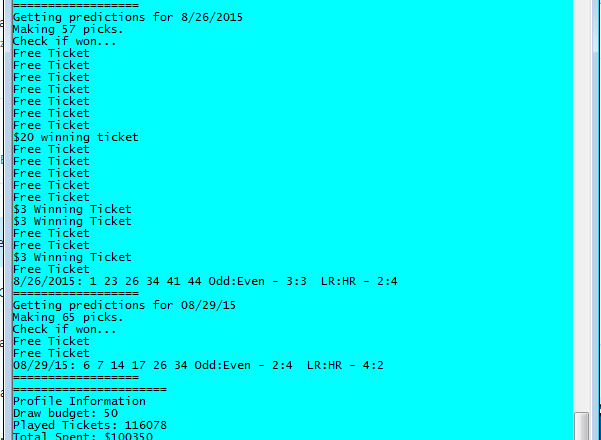 ===================
Getting predictions for 8/26/2015
Making 57 picks.
Check if won...
Free Ticket
Free Ticket
Free Ticket
Free Ticket
Free Ticket
Free Ticket
Free Ticket
$20 winning ticket
Free Ticket
Free Ticket
Free Ticket
Free Ticket
Free Ticket
$3 Winning Ticket
$3 Winning Ticket
Free Ticket
Free Ticket
$3 Winning Ticket
Free Ticket
8/26/2015: 1 23 26 34 41 44 Odd:Even - 3:3  LR:HR - 2:4
===================
Getting predictions for 08/29/15
Making 65 picks.
Check if won...
Free Ticket
Free Ticket
08/29/15: 6 7 14 17 26 34 Odd:Even - 2:4  LR:HR - 4:2
===================
=======================
Profile Information
Draw budget: 50
Played Tickets: 116078
Total Spent: $100350